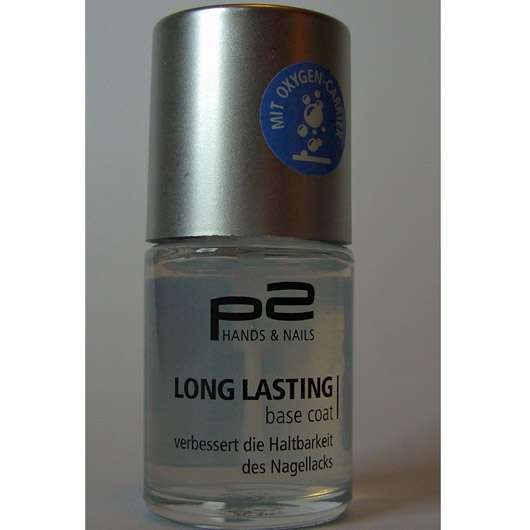 MIT OXYGEN-CARRIER
p2
HANDS & NAILS
LONG LASTING
base coat
verbessert die Haltbarkeit
des Nagellacks